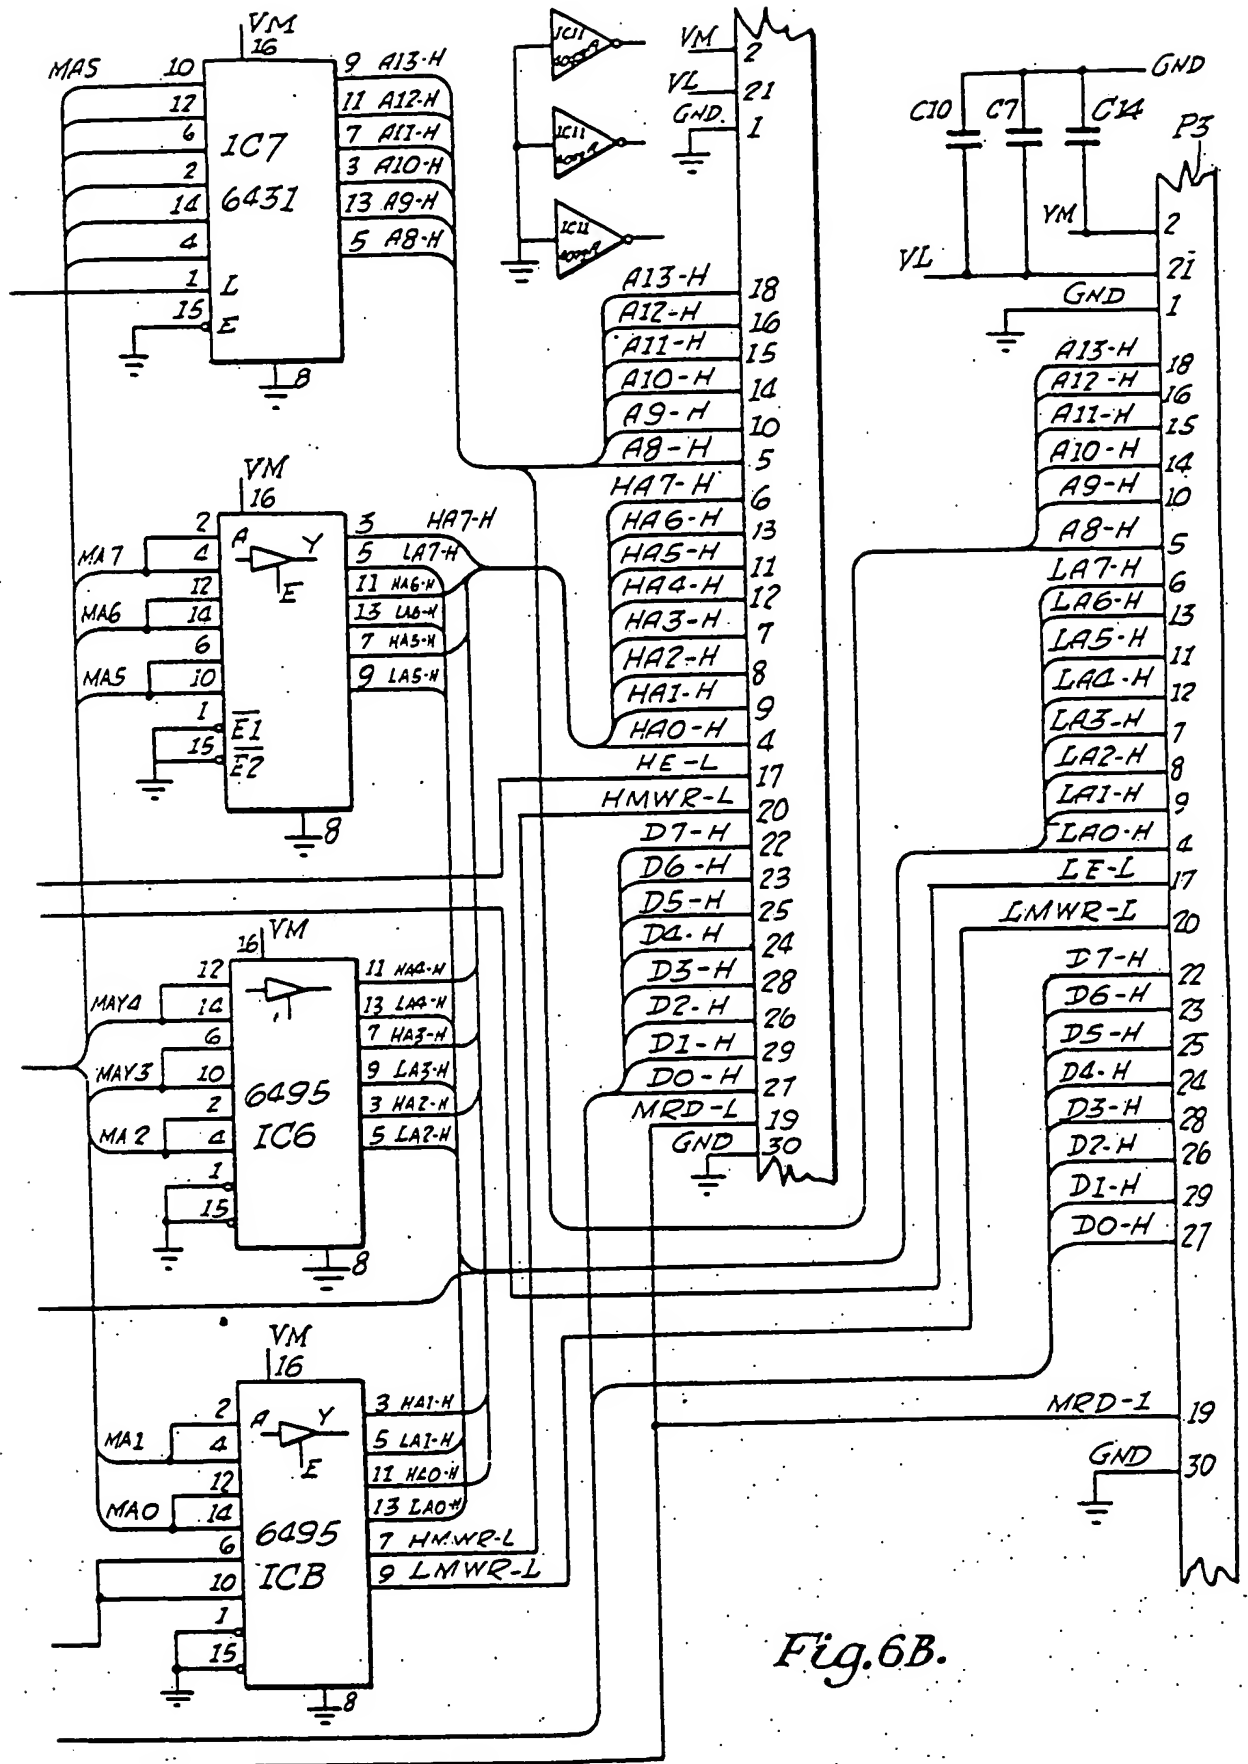 VM
16
MA5
10
12
6
2
14
4
1
15
IC7
6431
L
E
9 A13-H
11 A12-H
7 A11-H
3 A10-H
13 A9-H
5 A8-H
8
IC11
IC11
IC11
VM
2
VL
21
GND.
1
A13-H
18
A12-H
16
A11-H
15
A10-H
14
A9-H
10
A8-H
5
HA7-H
6
HA6-H
13
HA5-H
11
HA4-H
12
HA3-H
7
HA2-H
8
HA1-H
9
HA0-H
4
HE-L
17
HMWR-L
20
D7-H
22
D6-H
23
D5-H
25
D4-H
24
D3-H
28
D2-H
26
D1-H
29
D0-H
27
MRD-L
19
GND
30
GND
C10
C7
C14
P3
VM
2
VL
21
GND
1
A13-H
18
A12-H
16
A11-H
15
A10-H
14
A9-H
10
A8-H
5
LA7-H
6
LA6-H
13
LA5-H
11
LA4-H
12
LA3-H
7
LA2-H
8
LA1-H
9
LA0-H
4
LE-L
17
LMWR-L
20
D7-H
22
D6-H
23
D5-H
25
D4-H
24
D3-H
28
D2-H
26
D1-H
29
D0-H
27
MRD-1
19
GND
30
VM
16
MA7
MA6
MA5
2
4
12
14
6
10
1
15
A
Y
E
E1
E2
3 HA7-H
5 LA7-H
11 HA6-H
13 LA6-H
7 HA5-H
9 LA5-H
8
VM
16
MAY4
MAY3
MA2
12
14
6
10
2
4
1
15
6495
IC6
11 HA4-H
13 LA4-H
7 HA3-H
9 LA3-H
3 HA2-H
5 LA2-H
8
VM
16
MA1
MA0
2
4
12
14
6
10
1
15
A
Y
E
6495
ICB
3 HA1-H
5 LA1-H
11 HA0-H
13 LA0-H
7 HMWR-L
9 LMWR-L
8
Fig.6B.